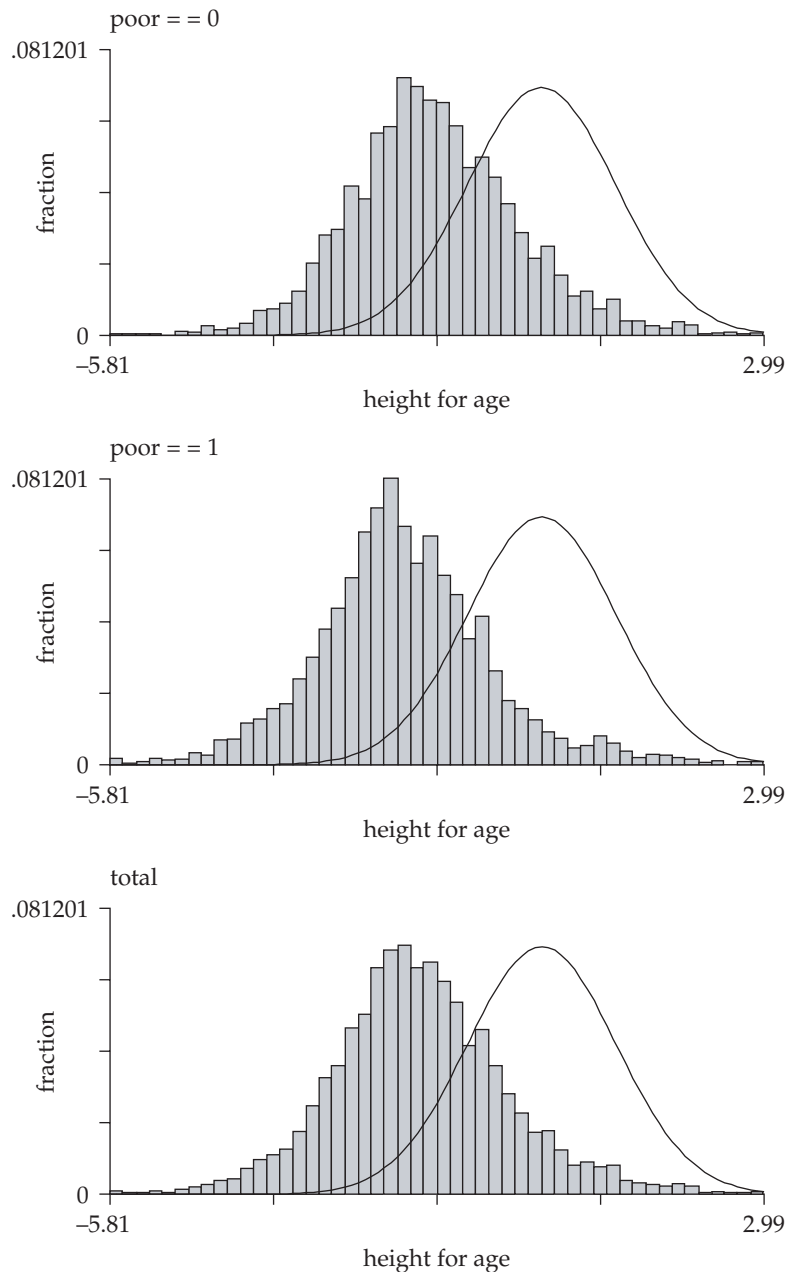 poor = = 0
.081201
fraction
0
–5.81
2.99
height for age
poor = = 1
.081201
fraction
0
–5.81
2.99
height for age
total
.081201
fraction
0
–5.81
2.99
height for age